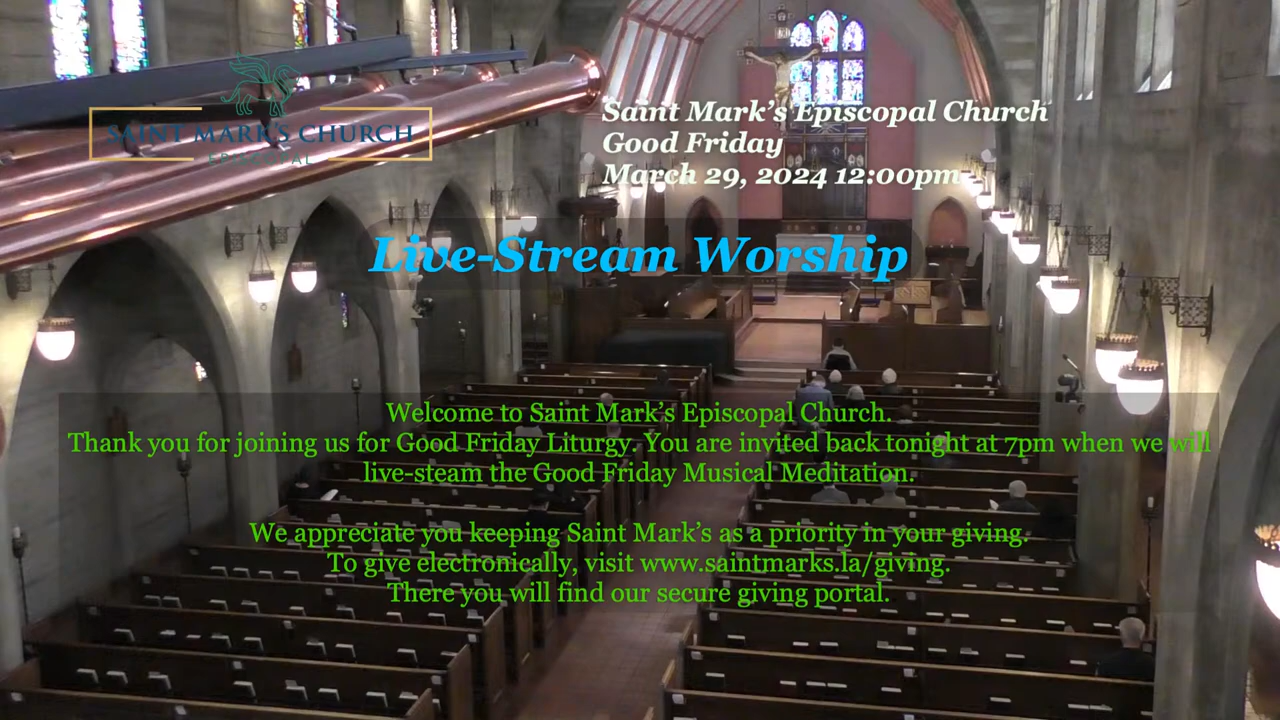 SAINT MARK'S CHURCH
EPISCOPAL
Saint Mark's Episcopal Church
Good Friday
March 29, 2024 12:00pm
Live-Stream Worship
Welcome to Saint Mark's Episcopal Church.
Thank you for joining us for Good Friday Liturgy. You are invited back tonight at 7pm when we will
live-steam the Good Friday Musical Meditation.
We appreciate you keeping Saint Mark's as a priority in your giving.
To give electronically, visit www.saintmarks.la/giving.
There you will find our secure giving portal.